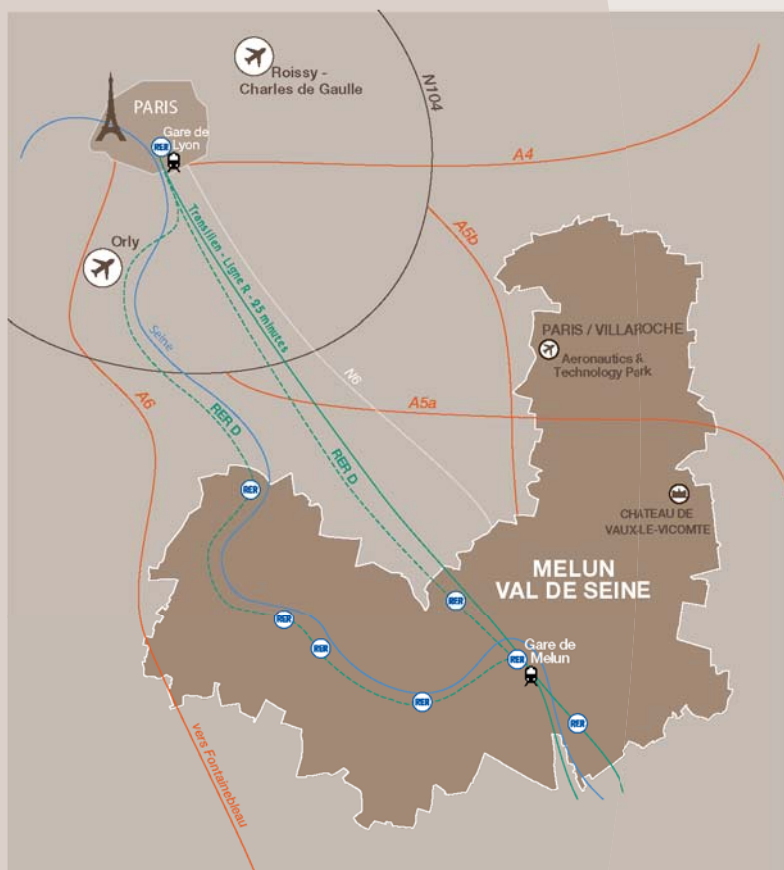 Roissy -
Charles de Gaulle
N104
PARIS
Gare de
Lyon
RER
A4
A5b
Orly
Transilien - Ligne R - 25 minutes
Seine
PARIS / VILLAROCHE
Aeronautics &
Technology Park
N6
A6
A5a
RER D
RER D
RER
CHATEAU DE
VAUX-LE-VICOMTE
MELUN
VAL DE SEINE
RER
RER
RER
Gare de
Melun
RER
RER
RER
vers Fontainebleau